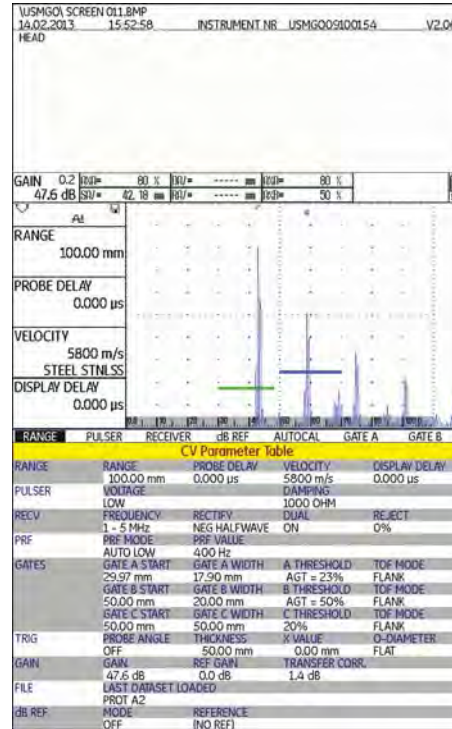 \USMGO\ SCREEN 011.BMP
14.02.2013 15:52:58 INSTRUMENT NR USMGO09100154 V2.0
HEAD
GAIN 0.2 80 % ----- mm 80 %
47.6 dB 42.18 mm ----- mm 50 %
RANGE
100.00 mm
PROBE DELAY
0.000 µs
VELOCITY
5800 m/s
STEEL STNLSS
DISPLAY DELAY
0.000 µs
RANGE PULSER RECEIVER dB REF AUTOCAL GATE A GATE B
CV Parameter Table
RANGE RANGE PROBE DELAY VELOCITY DISPLAY DELAY
100.00 mm 0.000 µs 5800 m/s 0.000 µs
PULSER VOLTAGE DAMPING
LOW 1000 OHM
RECV FREQUENCY RECTIFY DUAL REJECT
1 - 5 MHz NEG HALFWAVE ON 0%
PRF PRF MODE PRF VALUE
AUTO LOW 400 Hz
GATES GATE A START GATE A WIDTH A THRESHOLD TOF MODE
29.97 mm 17.90 mm AGT = 23% FLANK
GATE B START GATE B WIDTH B THRESHOLD TOF MODE
50.00 mm 20.00 mm AGT = 50% FLANK
GATE C START GATE C WIDTH C THRESHOLD TOF MODE
50.00 mm 50.00 mm 20% FLANK
TRIG PROBE ANGLE THICKNESS X VALUE O-DIAMETER
OFF 50.00 mm 0.00 mm FLAT
GAIN GAIN REF GAIN TRANSFER CORR.
47.6 dB 0.0 dB 1.4 dB
FILE LAST DATASET LOADED
PROT A2
dB REF MODE REFERENCE
OFF (NO REF)